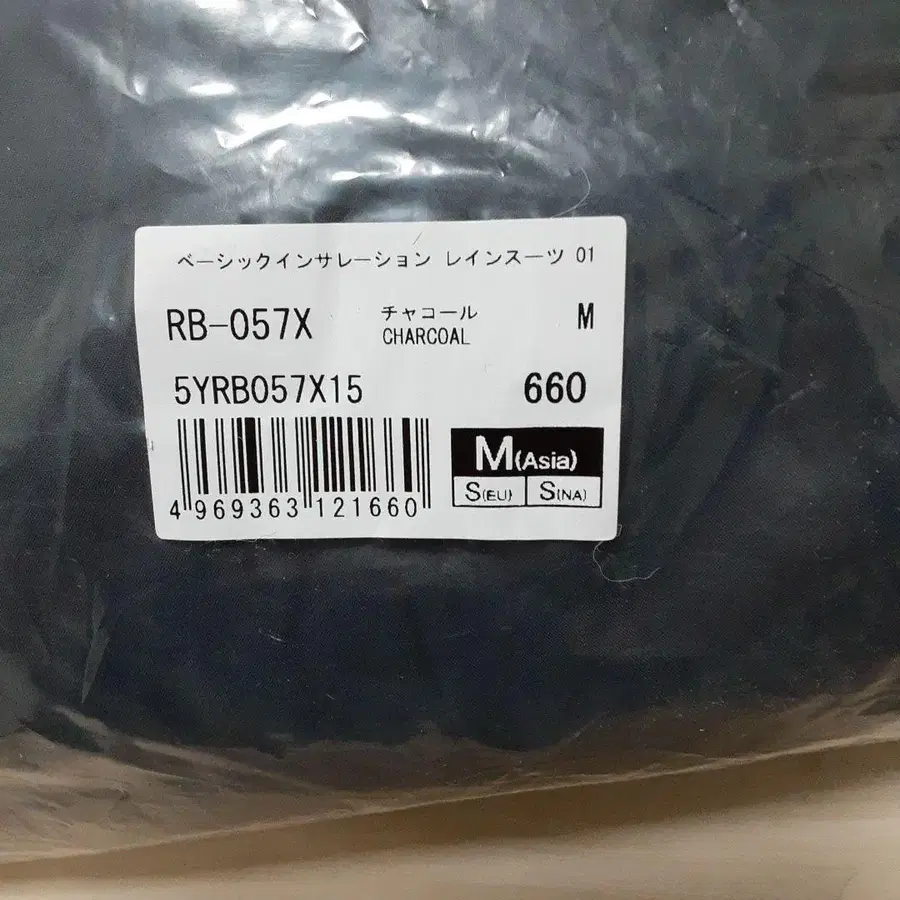 ベーシックインサレーション レインスーツ 01
RB-057X チャコール M
CHARCOAL
5YRB057X15 660
4 969363 121660
M(Asia)
S(EU) S(NA)